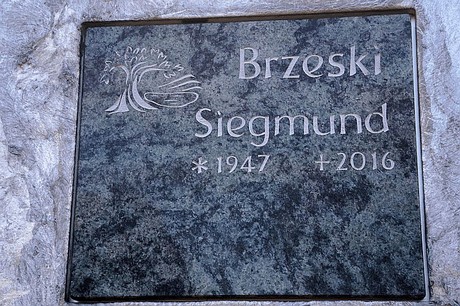 Brzeski
Siegmund
*1947 +2016